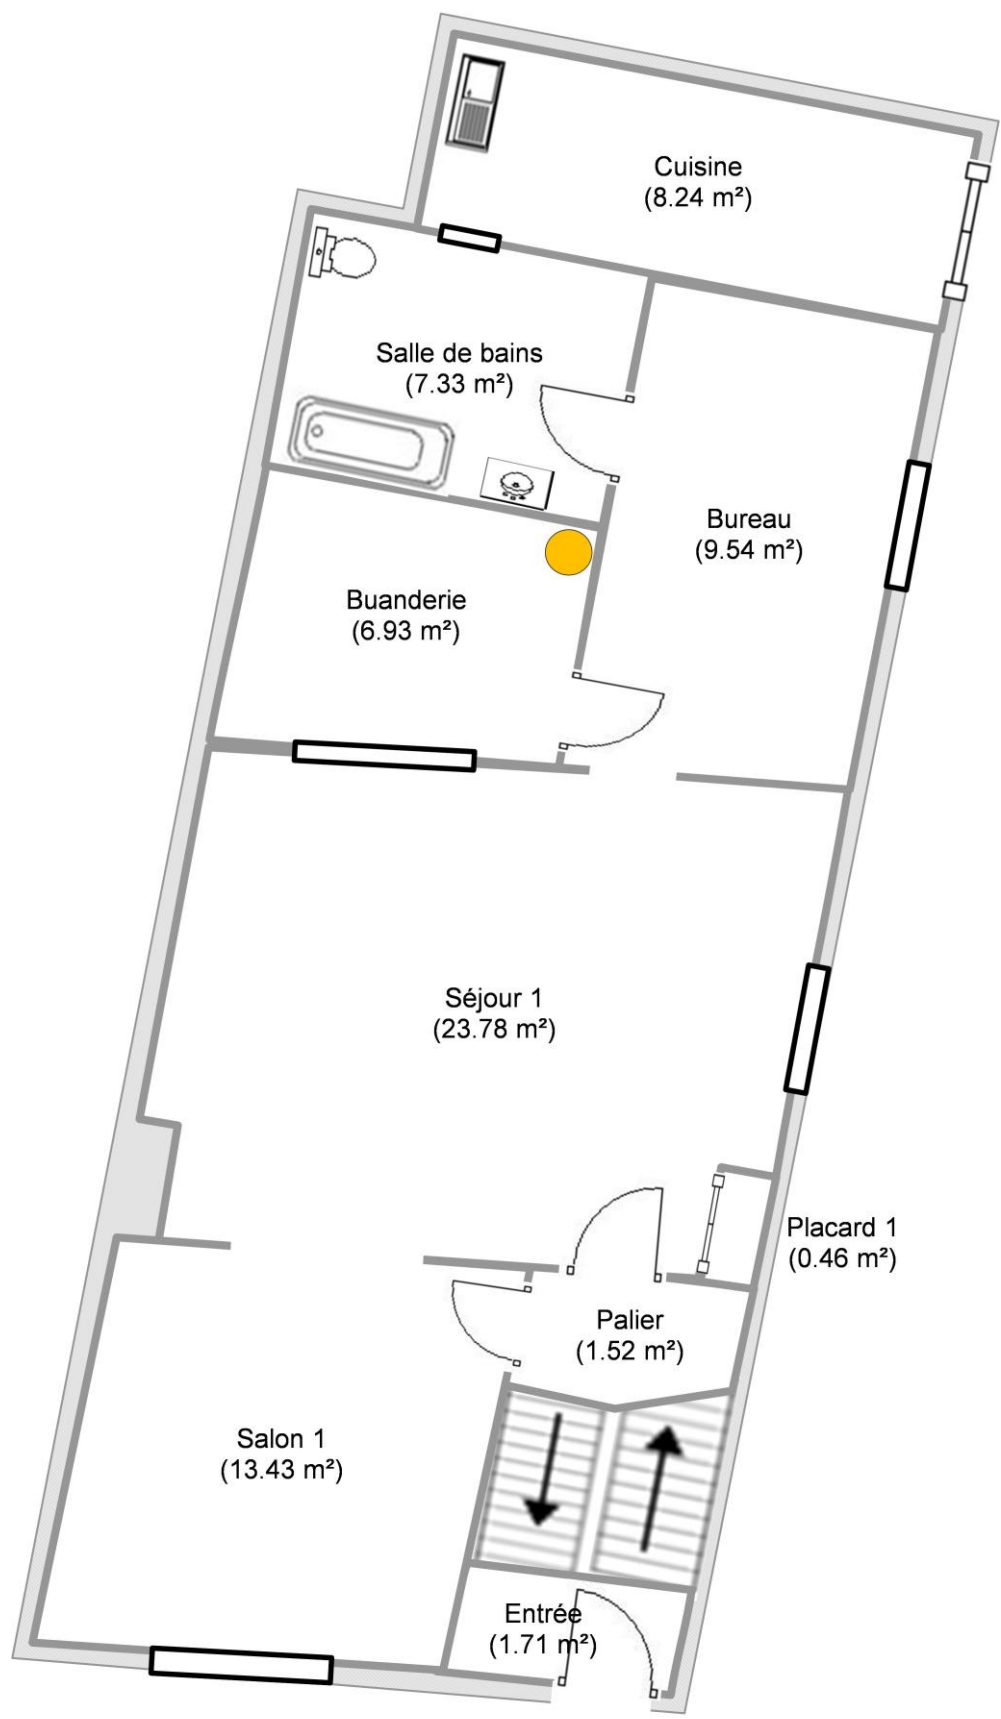 Cuisine
(8.24 m²)
Salle de bains
(7.33 m²)
Bureau
(9.54 m²)
Buanderie
(6.93 m²)
Séjour 1
(23.78 m²)
Placard 1
(0.46 m²)
Palier
(1.52 m²)
Salon 1
(13.43 m²)
Entrée
(1.71 m²)